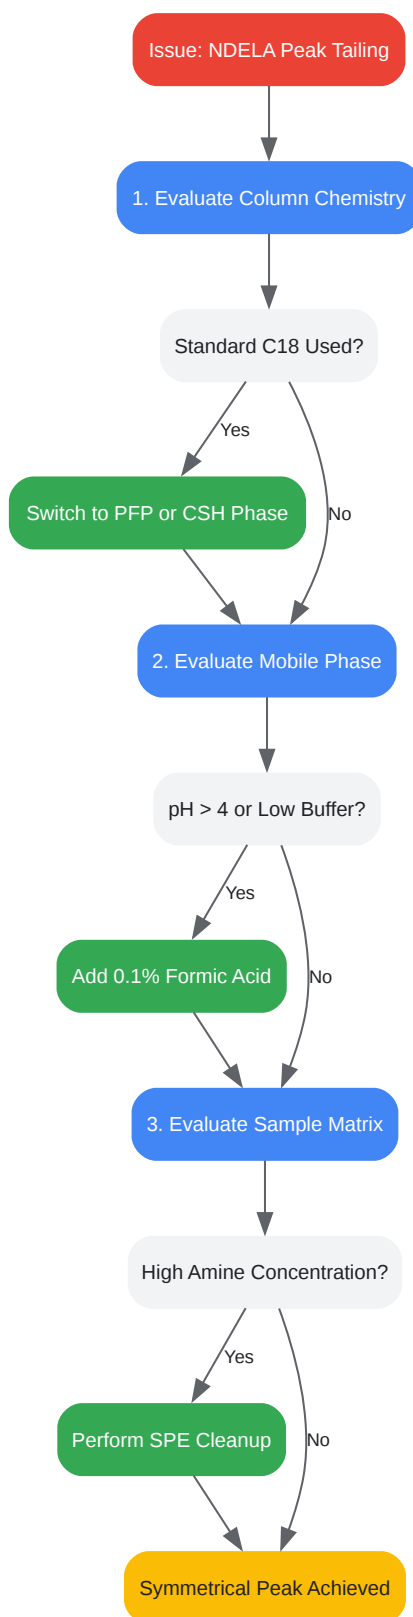 Issue: NDELA Peak Tailing
1. Evaluate Column Chemistry
Standard C18 Used?
Yes
Switch to PFP or CSH Phase
No
2. Evaluate Mobile Phase
pH > 4 or Low Buffer?
Yes
Add 0.1% Formic Acid
No
3. Evaluate Sample Matrix
High Amine Concentration?
Yes
Perform SPE Cleanup
No
Symmetrical Peak Achieved